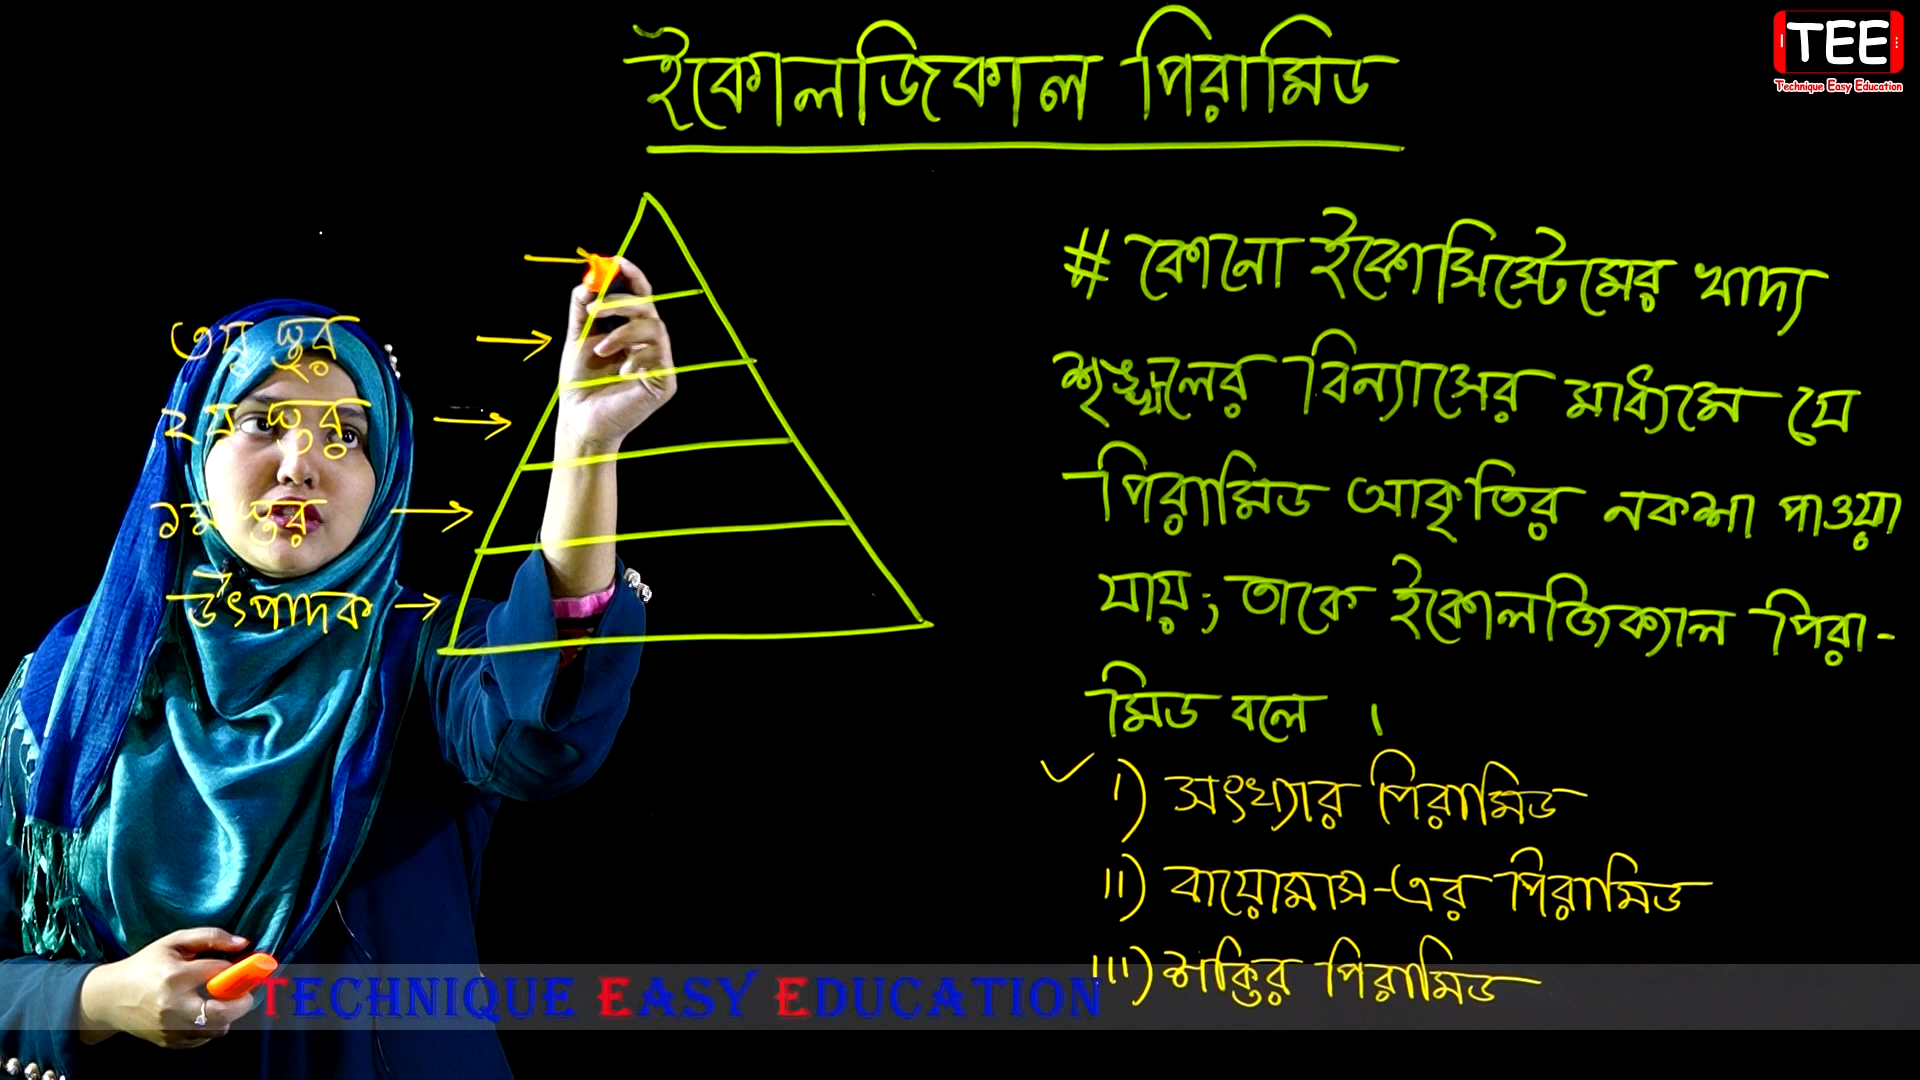 ইকোলজিকাল পিরামিড
TEE
Technique Easy Education
# কোনো ইকোসিস্টেমের খাদ্য
শৃঙ্খলের বিন্যাসের মাধ্যমে যে
পিরামিড আকৃতির নকশা পাওয়া
যায়, তাকে ইকোলজিক্যাল পিরা-
মিড বলে ।
i) সংখ্যার পিরামিড
ii) বায়োমাস-এর পিরামিড
iii) শক্তির পিরামিড
৩য় স্তর
২য় স্তর
১ম স্তর
উৎপাদক
TECHNIQUE EASY EDUCATION